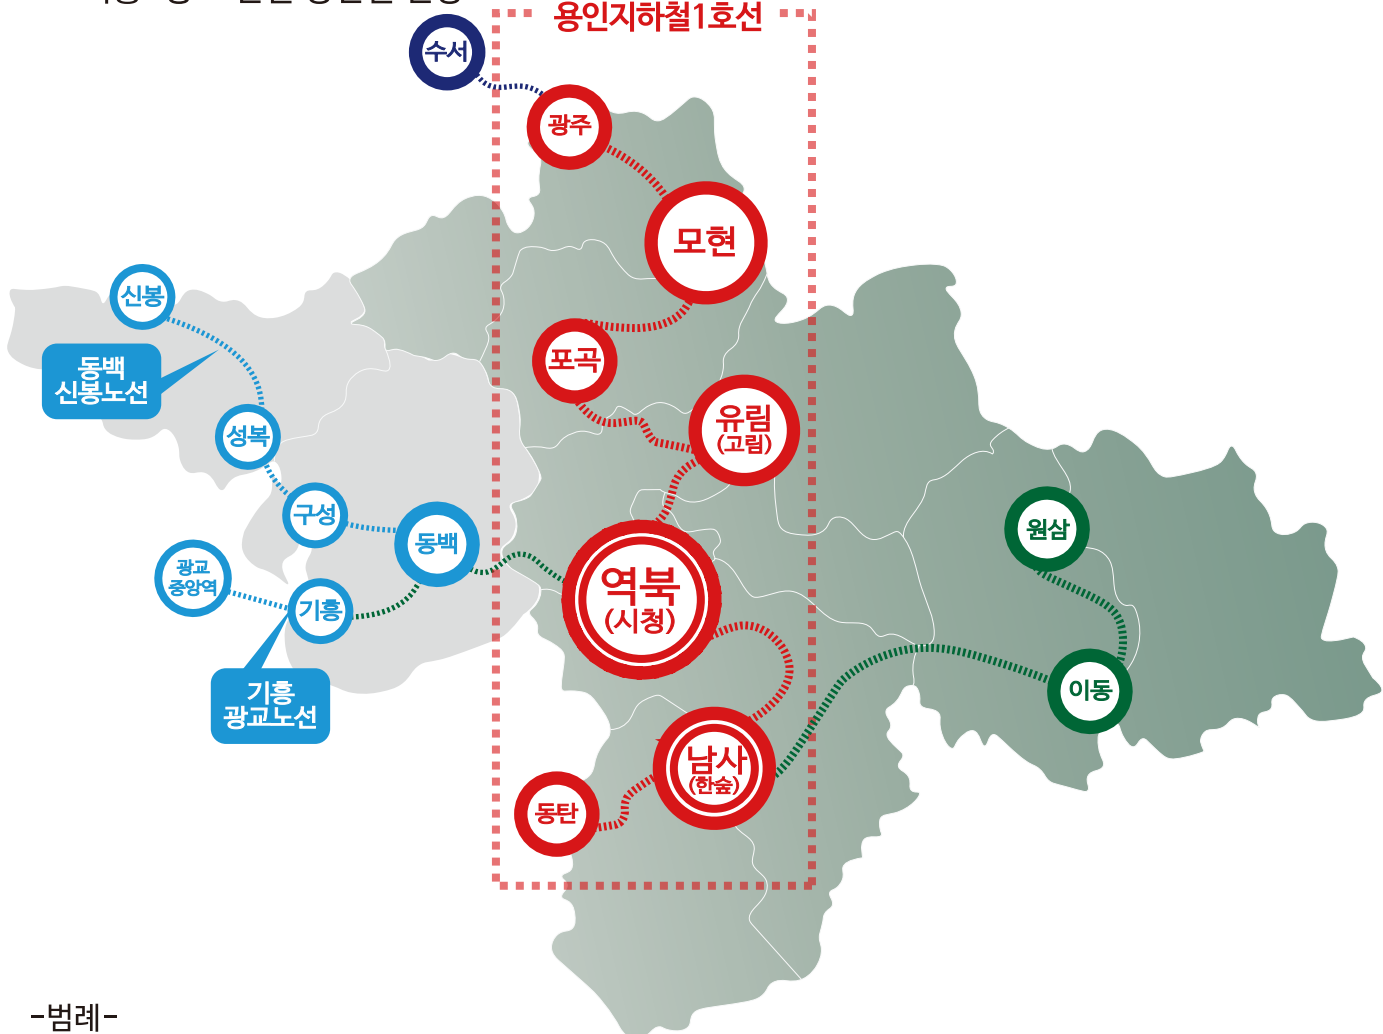 용인지하철1호선
수서
광주
모현
신봉
동백
신봉노선
포곡
유림
(고림)
성복
구성
동백
원삼
광교
중앙역
기흥
역북
(시청)
기흥
광교노선
이동
남사
(한숲)
동탄
-범례-